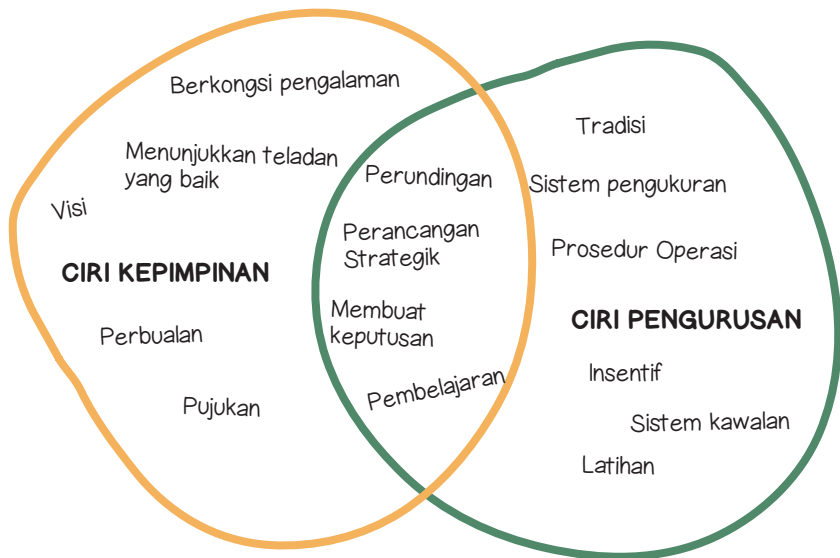 Berkongsi pengalaman
Menunjukkan teladan
yang baik
Visi
CIRI KEPIMPINAN
Perbualan
Pujukan
Perundingan
Perancangan
Strategik
Membuat
keputusan
Pembelajaran
Tradisi
Sistem pengukuran
Prosedur Operasi
CIRI PENGURUSAN
Insentif
Sistem kawalan
Latihan